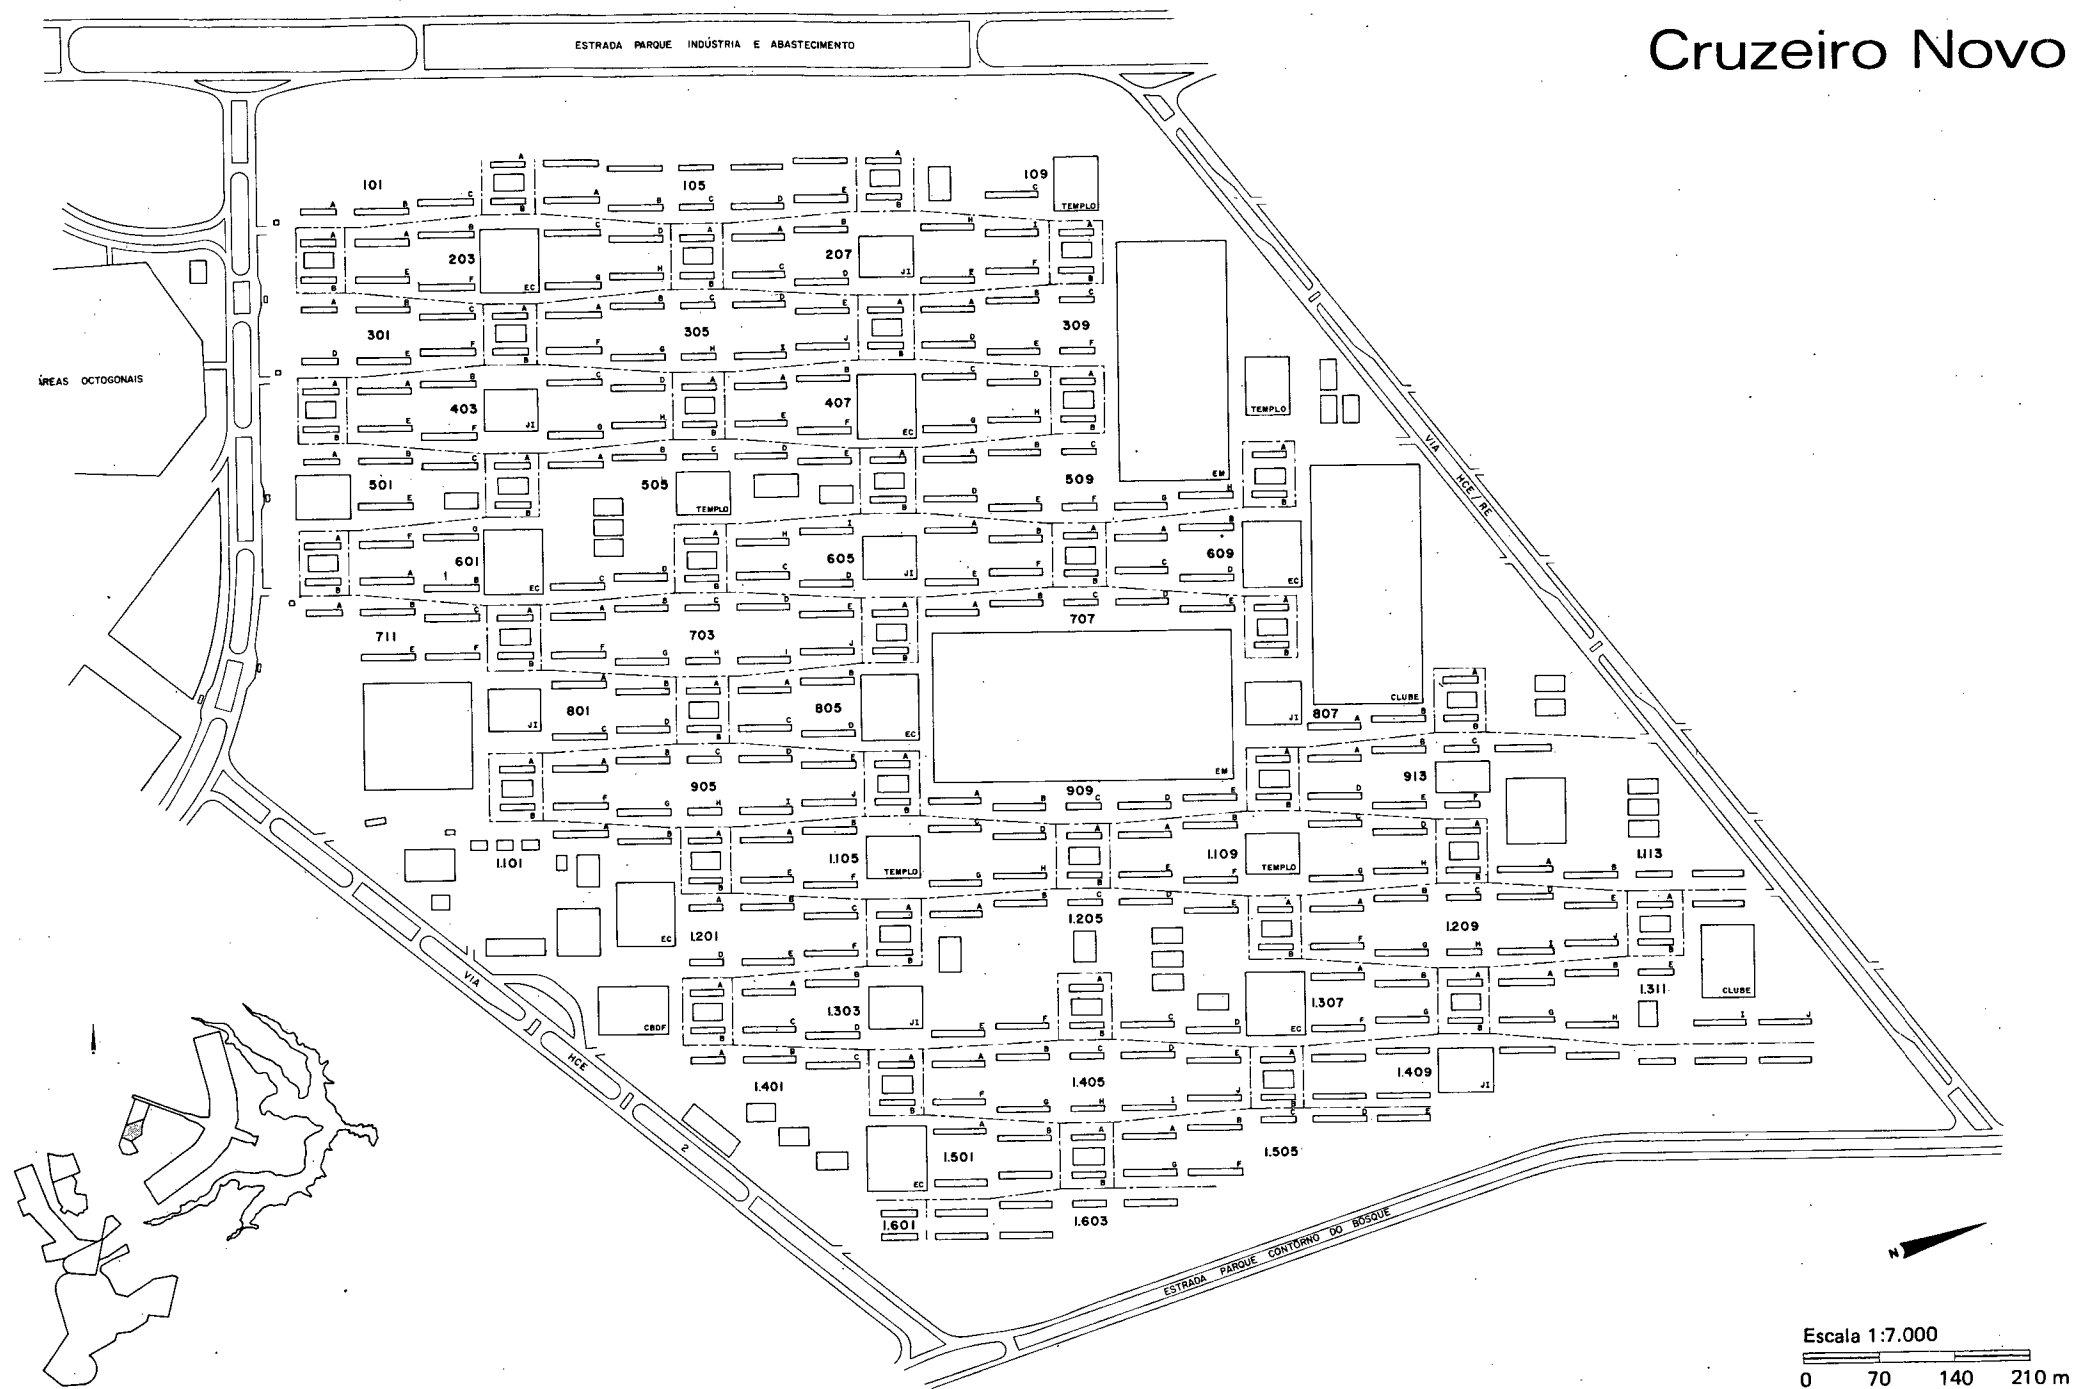 Cruzeiro Novo
ESTRADA PARQUE INDÚSTRIA E ABASTECIMENTO
101
105
109
TEMPLO
203
EC
207
JI
301
305
309
ÁREAS OCTOGONAIS
403
JI
407
EC
TEMPLO
EM
501
505
TEMPLO
509
VIA HCE / RE
601
EC
605
JI
609
EC
711
703
707
CLUBE
JI
801
805
EC
JI
807
EM
905
909
913
1.101
1.105
TEMPLO
1.109
TEMPLO
1.113
EC
1.201
1.205
1.209
CLUBE
CBDF
1.303
JI
1.307
EC
1.311
VIA HCE 2
1.401
1.405
1.409
JI
EC
1.501
1.505
1.601
1.603
ESTRADA PARQUE CONTÔRNO DO BOSQUE
N
Escala 1:7.000
0 70 140 210 m